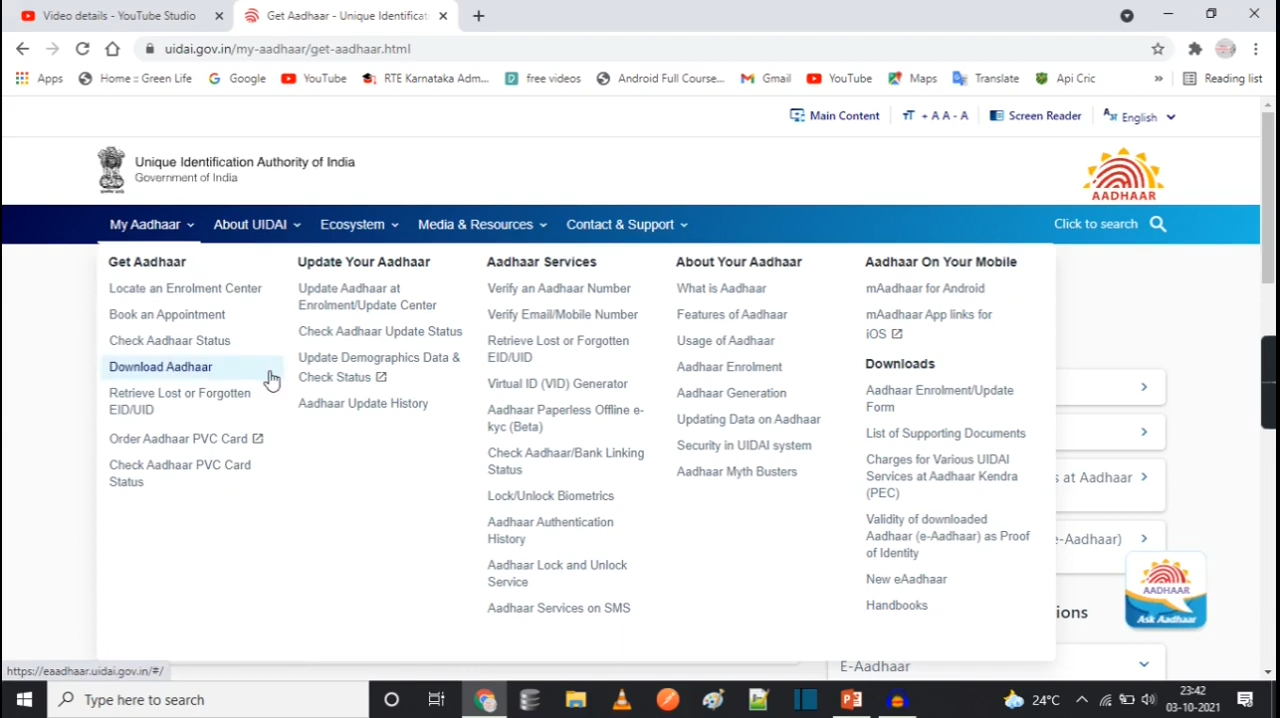 Video details - YouTube Studio
Get Aadhaar - Unique Identificat
uidai.gov.in/my-aadhaar/get-aadhaar.html
Apps
Home :: Green Life
Google
YouTube
RTE Karnataka Adm...
free videos
Android Full Course...
Gmail
YouTube
Maps
Translate
Api Cric
»
Reading list
Main Content
TT + A A - A
Screen Reader
English
Unique Identification Authority of India
Government of India
AADHAAR
My Aadhaar
About UIDAI
Ecosystem
Media & Resources
Contact & Support
Click to search
Get Aadhaar
Locate an Enrolment Center
Book an Appointment
Check Aadhaar Status
Download Aadhaar
Retrieve Lost or Forgotten
EID/UID
Order Aadhaar PVC Card
Check Aadhaar PVC Card
Status
Update Your Aadhaar
Update Aadhaar at
Enrolment/Update Center
Check Aadhaar Update Status
Update Demographics Data &
Check Status
Aadhaar Update History
Aadhaar Services
Verify an Aadhaar Number
Verify Email/Mobile Number
Retrieve Lost or Forgotten
EID/UID
Virtual ID (VID) Generator
Aadhaar Paperless Offline e-
kyc (Beta)
Check Aadhaar/Bank Linking
Status
Lock/Unlock Biometrics
Aadhaar Authentication
History
Aadhaar Lock and Unlock
Service
Aadhaar Services on SMS
About Your Aadhaar
What is Aadhaar
Features of Aadhaar
Usage of Aadhaar
Aadhaar Enrolment
Aadhaar Generation
Updating Data on Aadhaar
Security in UIDAI system
Aadhaar Myth Busters
Aadhaar On Your Mobile
mAadhaar for Android
mAadhaar App links for
iOS
Downloads
Aadhaar Enrolment/Update
Form
List of Supporting Documents
Charges for Various UIDAI
Services at Aadhaar Kendra
(PEC)
Validity of downloaded
Aadhaar (e-Aadhaar) as Proof
of Identity
New eAadhaar
Handbooks
s at Aadhaar
e-Aadhaar)
AADHAAR
Ask Aadhaar
ions
E-Aadhaar
https://eaadhaar.uidai.gov.in/#/
Type here to search
24°C
23:42
03-10-2021